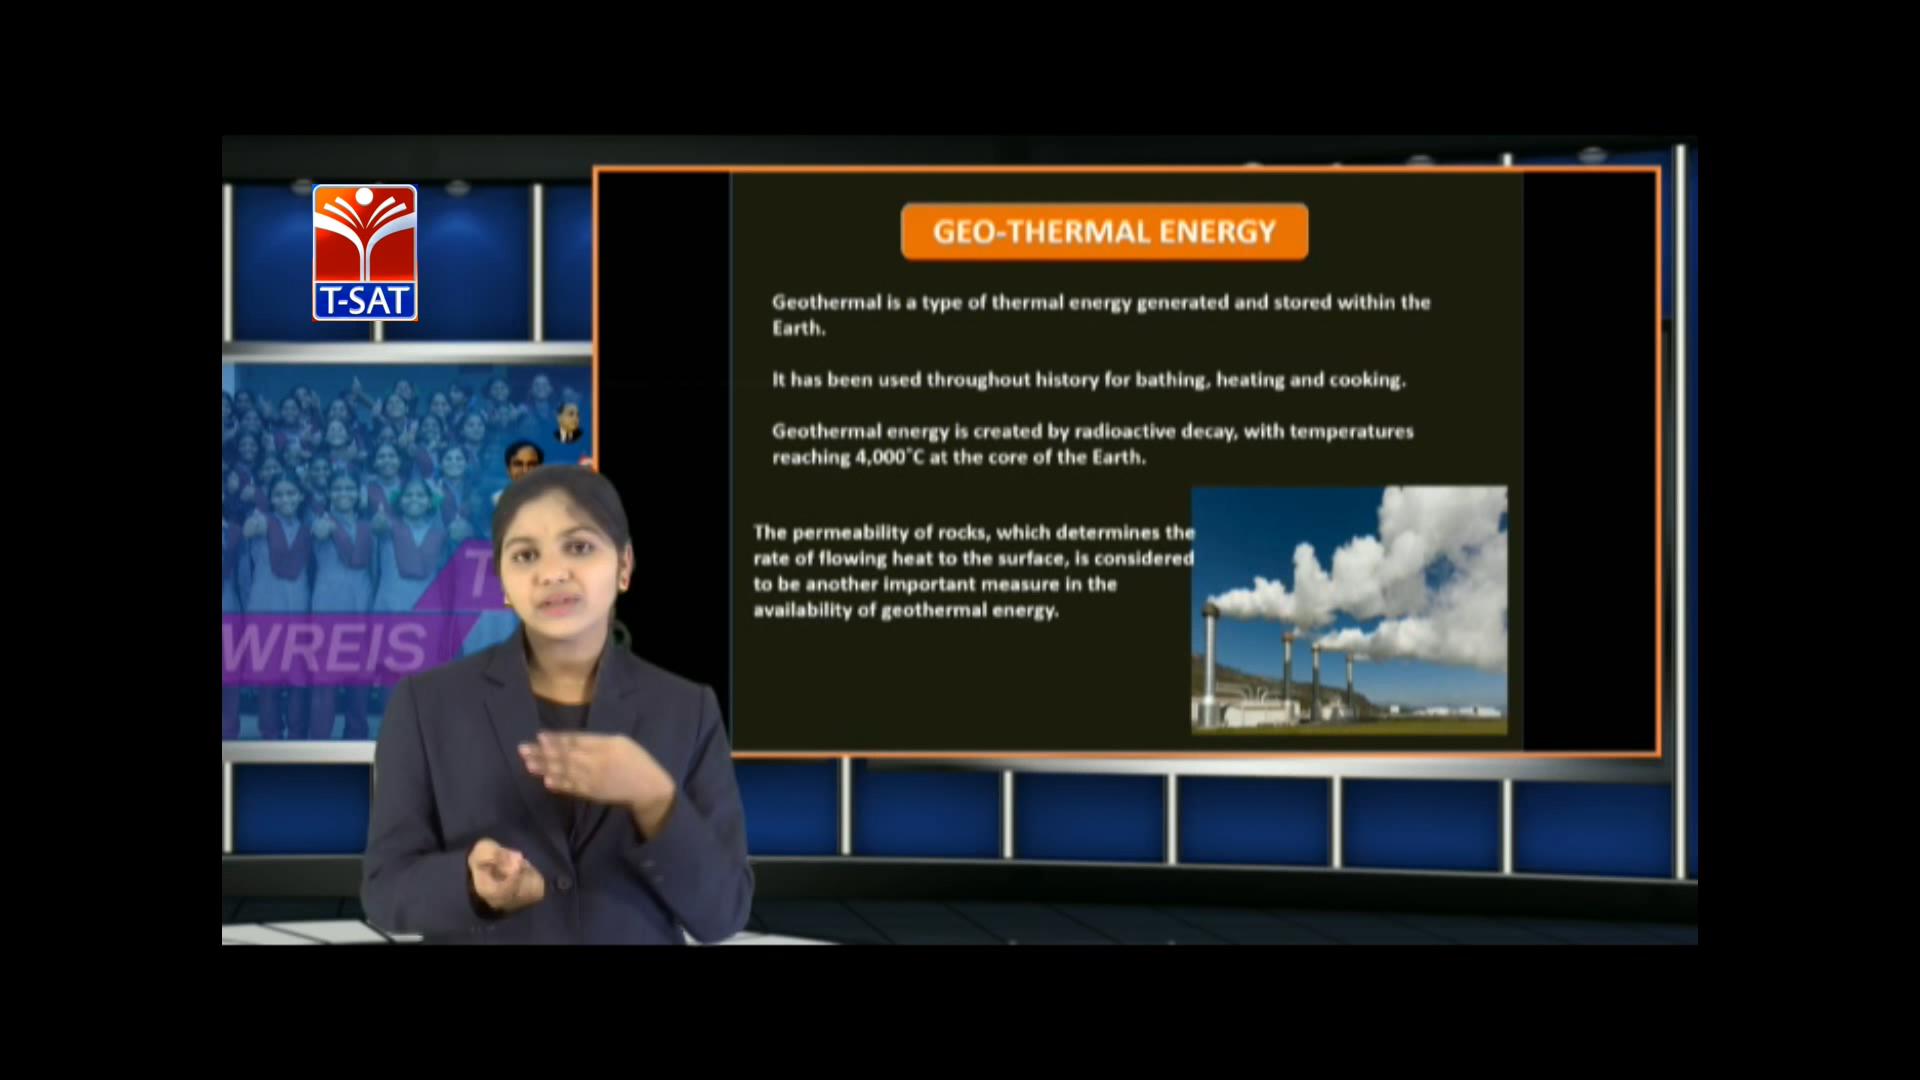 T-SAT
GEO-THERMAL ENERGY
Geothermal is a type of thermal energy generated and stored within the
Earth.
It has been used throughout history for bathing, heating and cooking.
Geothermal energy is created by radioactive decay, with temperatures
reaching 4,000°C at the core of the Earth.
The permeability of rocks, which determines the
rate of flowing heat to the surface, is considered
to be another important measure in the
availability of geothermal energy.
T
WREIS